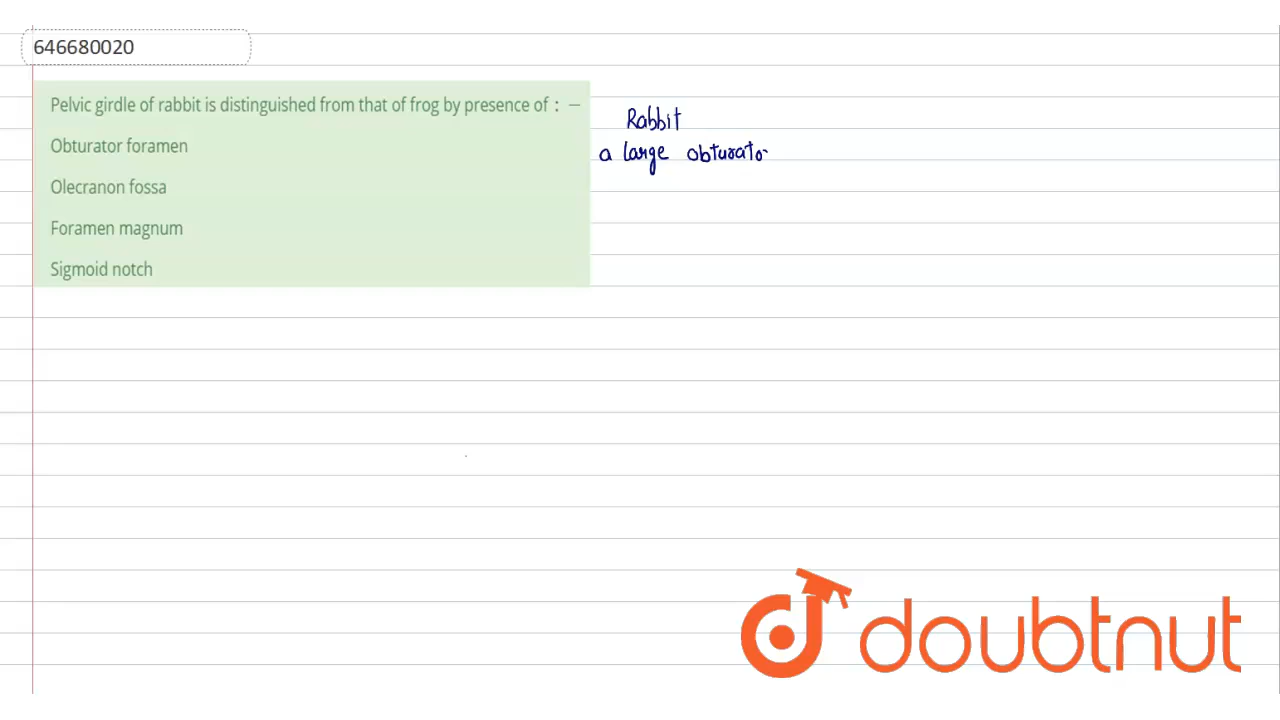 646680020
Pelvic girdle of rabbit is distinguished from that of frog by presence of : −
Obturator foramen
Olecranon fossa
Foramen magnum
Sigmoid notch
Rabbit
a large obturato
doubtnut